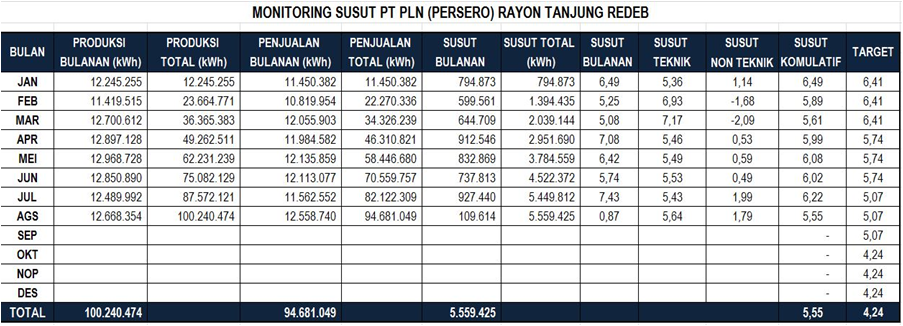 MONITORING SUSUT PT PLN (PERSERO) RAYON TANJUNG REDEB
BULAN PRODUKSI BULANAN (kWh) PRODUKSI TOTAL (kWh) PENJUALAN BULANAN (kWh) PENJUALAN TOTAL (kWh) SUSUT BULANAN SUSUT TOTAL (kWh) SUSUT BULANAN SUSUT TEKNIK SUSUT NON TEKNIK SUSUT KOMULATIF TARGET
JAN 12.245.255 12.245.255 11.450.382 11.450.382 794.873 794.873 6,49 5,36 1,14 6,49 6,41
FEB 11.419.515 23.664.771 10.819.954 22.270.336 599.561 1.394.435 5,25 6,93 -1,68 5,89 6,41
MAR 12.700.612 36.365.383 12.055.903 34.326.239 644.709 2.039.144 5,08 7,17 -2,09 5,61 6,41
APR 12.897.128 49.262.511 11.984.582 46.310.821 912.546 2.951.690 7,08 5,46 0,53 5,99 5,74
MEI 12.968.728 62.231.239 12.135.859 58.446.680 832.869 3.784.559 6,42 5,49 0,59 6,08 5,74
JUN 12.850.890 75.082.129 12.113.077 70.559.757 737.813 4.522.372 5,74 5,53 0,49 6,02 5,74
JUL 12.489.992 87.572.121 11.562.552 82.122.309 927.440 5.449.812 7,43 5,43 1,99 6,22 5,07
AGS 12.668.354 100.240.474 12.558.740 94.681.049 109.614 5.559.425 0,87 5,64 1,79 5,55 5,07
SEP - 5,07
OKT - 4,24
NOP - 4,24
DES - 4,24
TOTAL 100.240.474 94.681.049 5.559.425 5,55 4,24